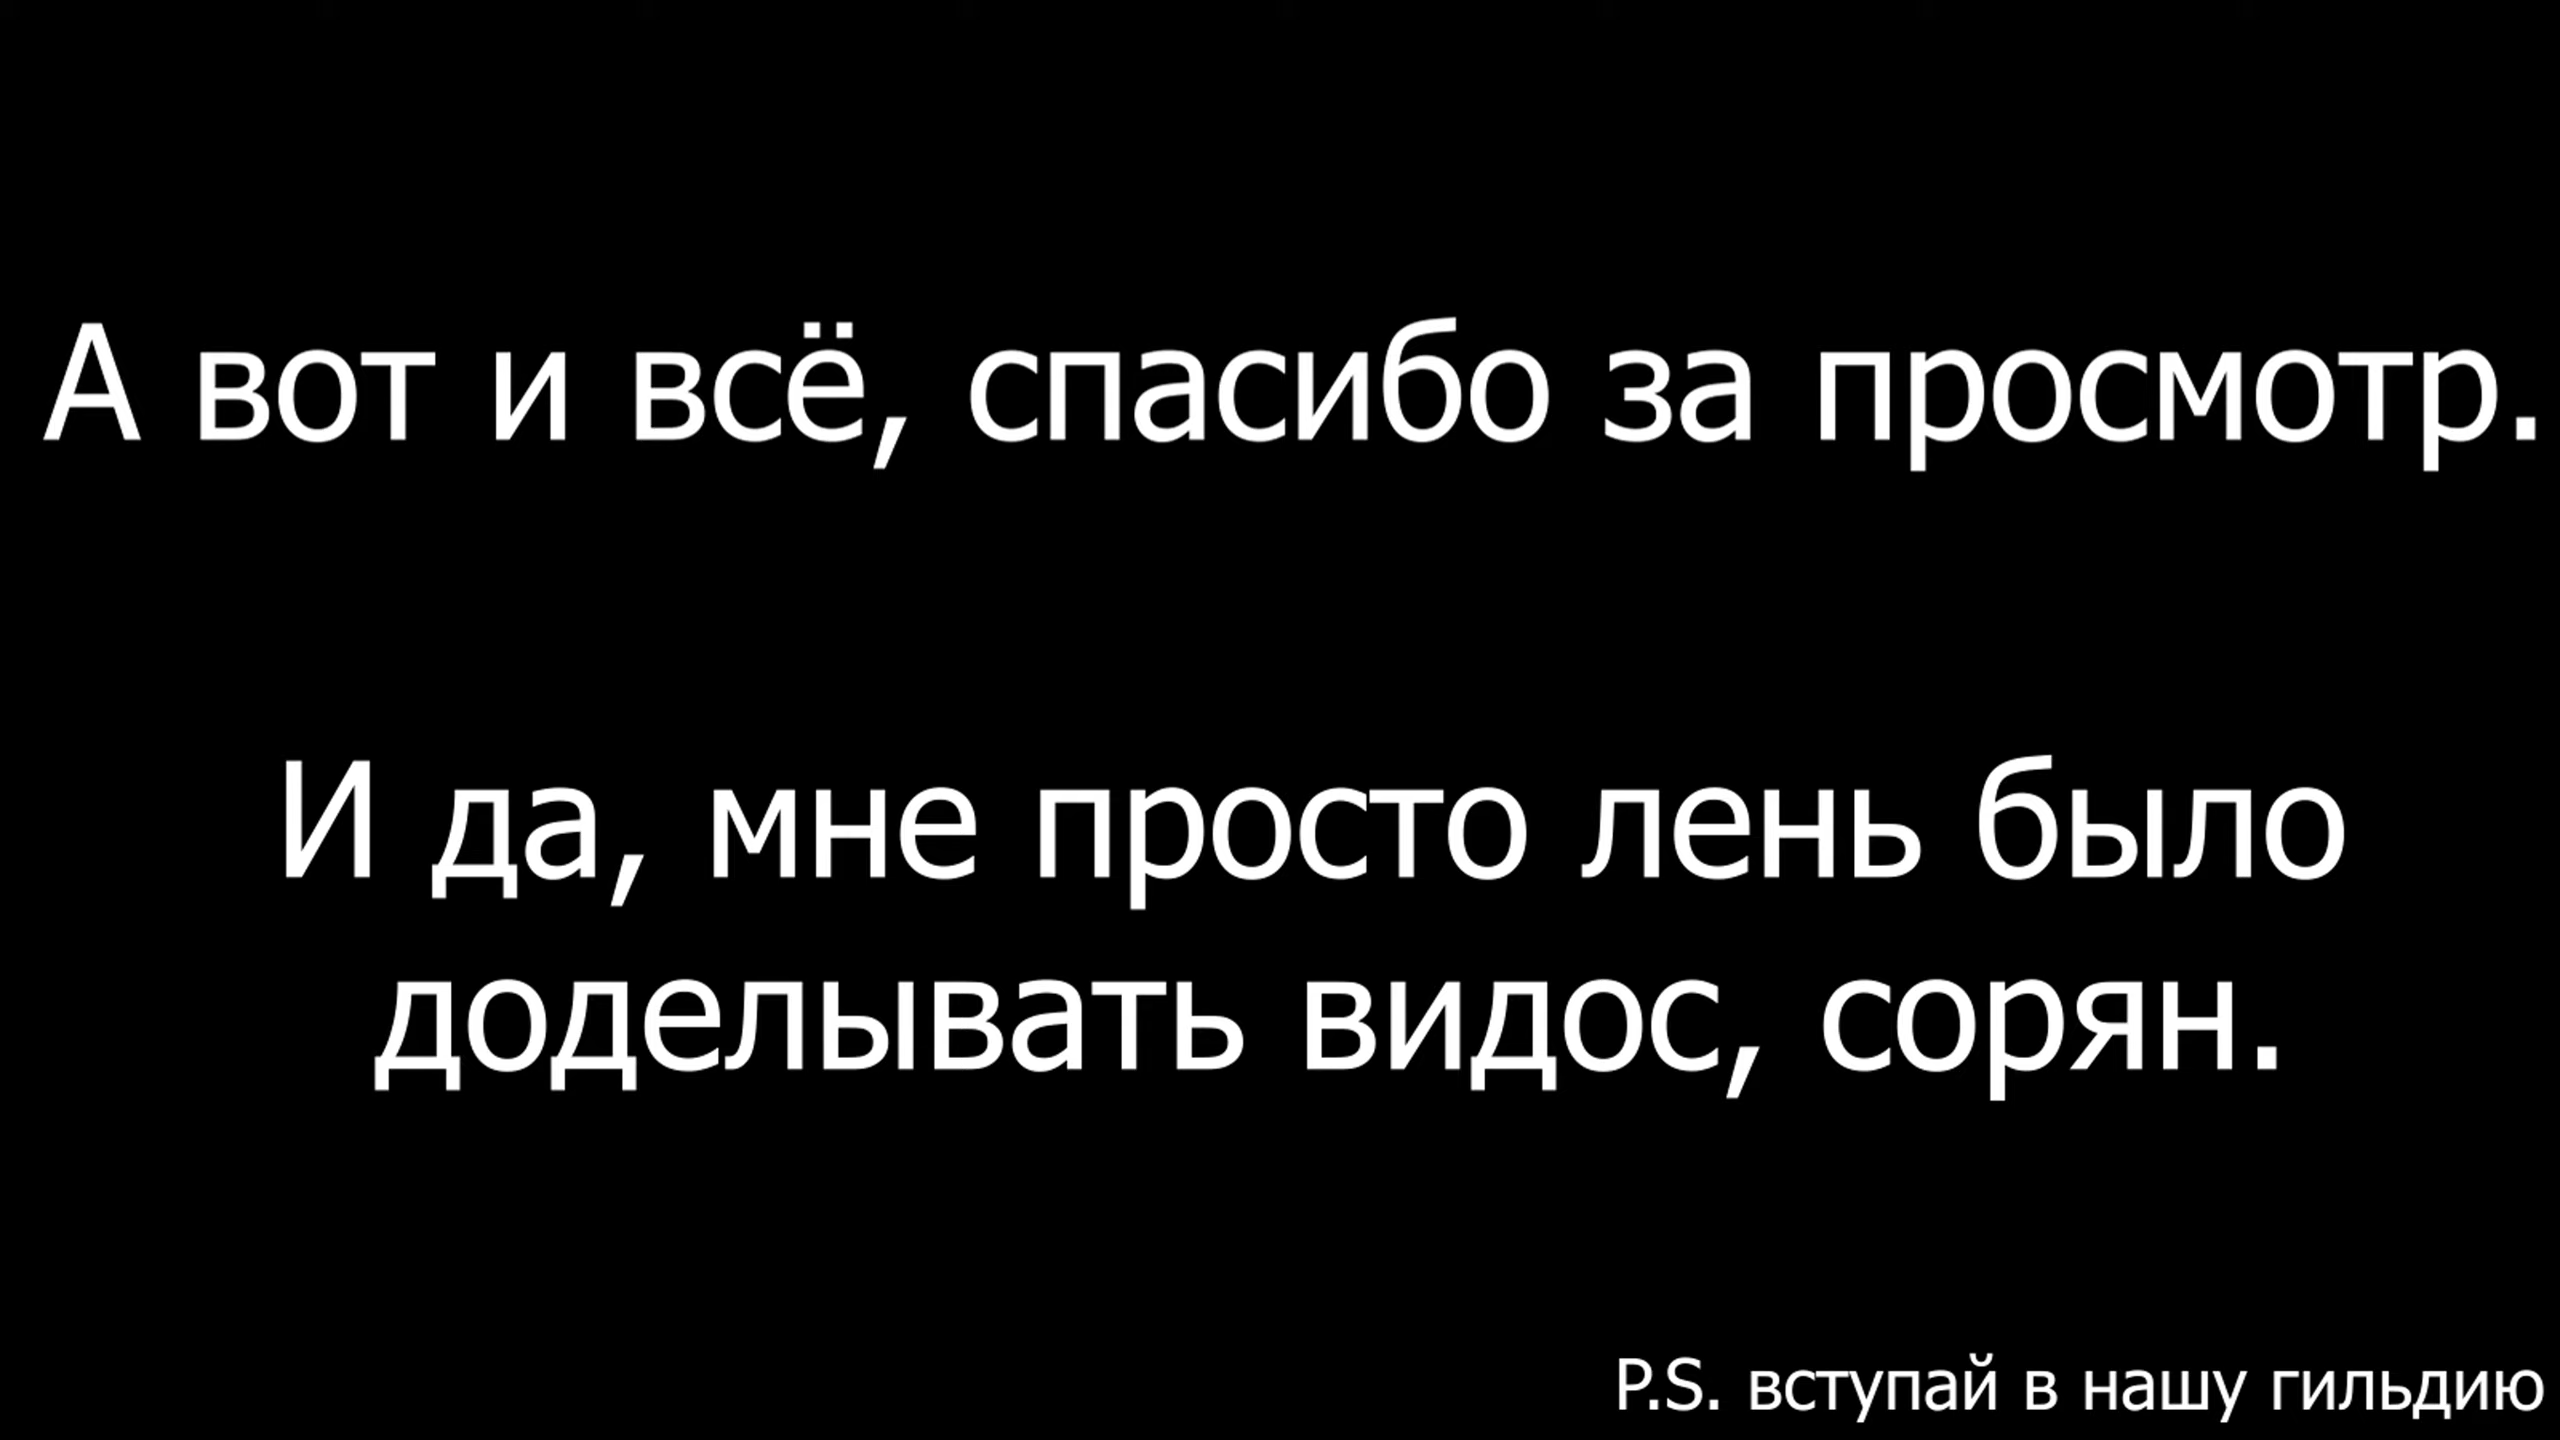 А вот и всё, спасибо за просмотр.
И да, мне просто лень было
доделывать видос, сорян.
P.S. вступай в нашу гильдию